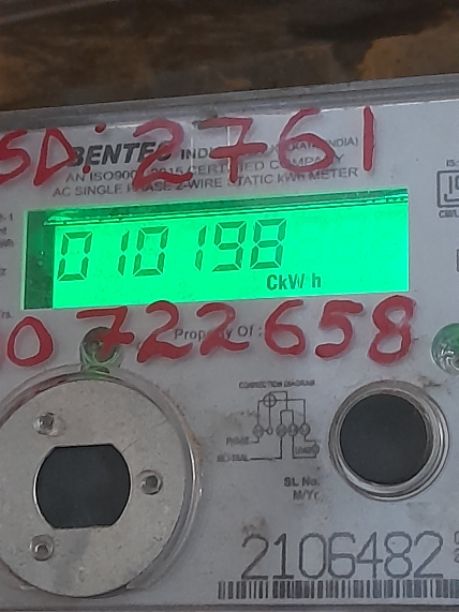 SD: 2761
BENTEC INDIA
AN ISO9001:2015 CERTIFIED COMPANY
AC SINGLE PHASE 2-WIRE STATIC kWh METER
010198
CkWh
Property Of :
0722658
CONNECTION DIAGRAM
PHASE
NEUTRAL
LOAD
SL No.
M/Yr.
2106482